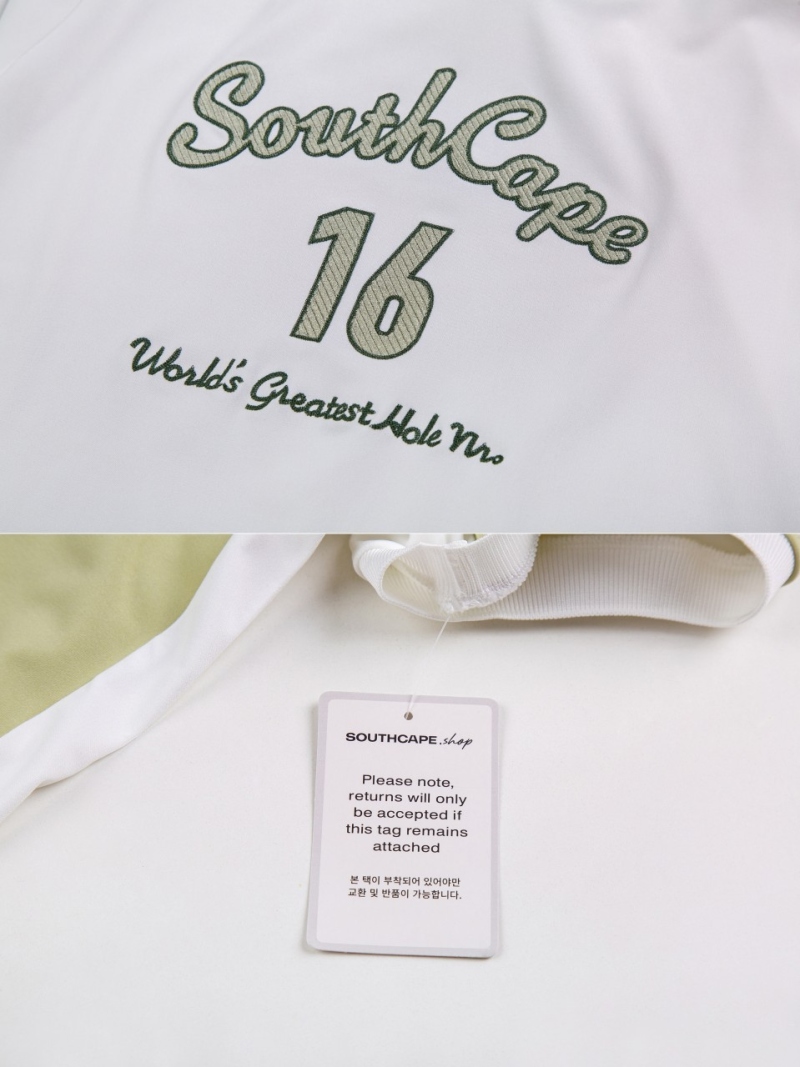 SouthCape
16
World's Greatest Hole Nr.
SOUTHCAPE.shop
Please note,
returns will only
be accepted if
this tag remains
attached
본 택이 부착되어 있어야만
교환 및 반품이 가능합니다.